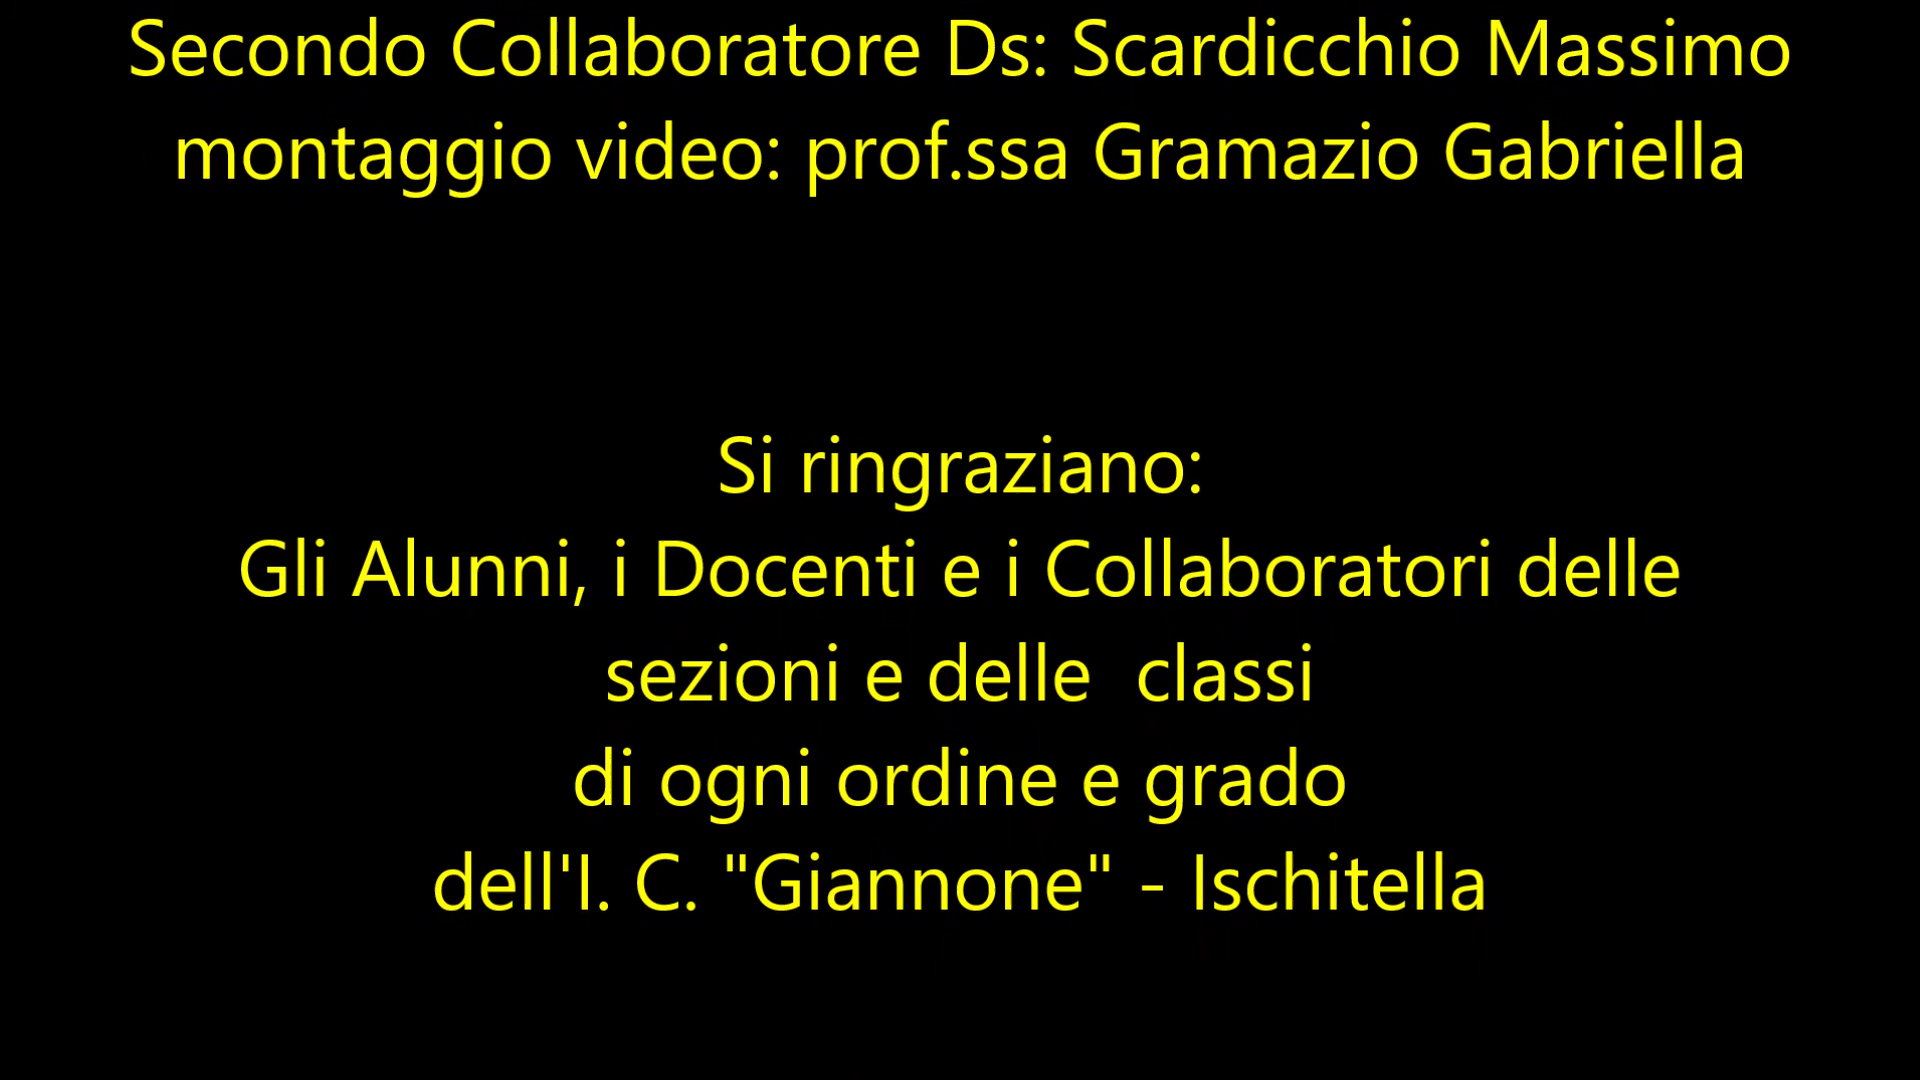 Secondo Collaboratore Ds: Scardicchio Massimo
montaggio video: prof.ssa Gramazio Gabriella
Si ringraziano:
Gli Alunni, i Docenti e i Collaboratori delle
sezioni e delle  classi
di ogni ordine e grado
dell'I. C. "Giannone" - Ischitella